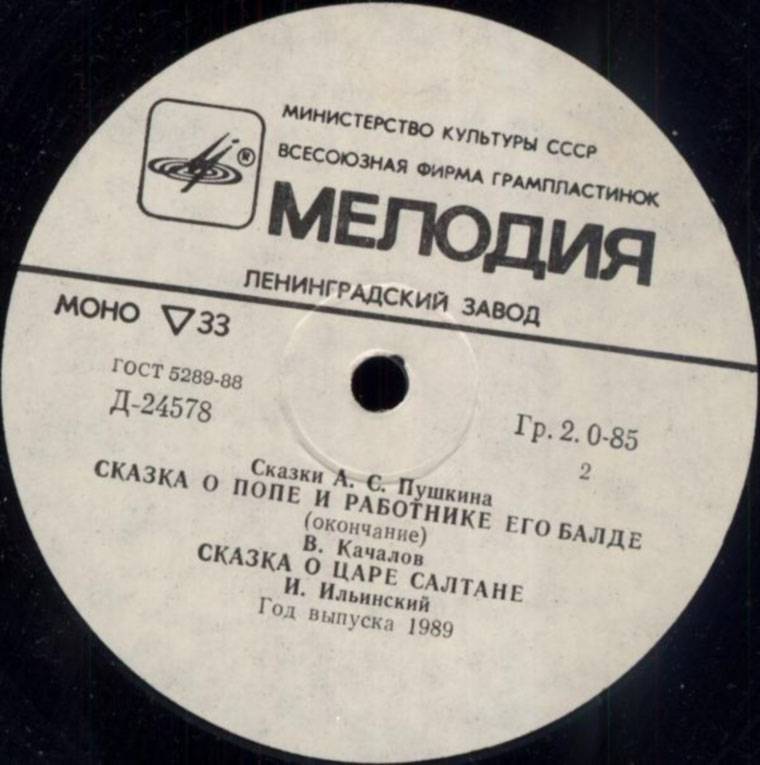 ®
МИНИСТЕРСТВО КУЛЬТУРЫ СССР
ВСЕСОЮЗНАЯ ФИРМА ГРАМПЛАСТИНОК
МЕЛОДИЯ
ЛЕНИНГРАДСКИЙ ЗАВОД
МОНО ▽33
ГОСТ 5289-88
Д-24578
Гр. 2. 0-85
2
Сказки А. С. Пушкина
СКАЗКА О ПОПЕ И РАБОТНИКЕ ЕГО БАЛДЕ
(окончание)
В. Качалов
СКАЗКА О ЦАРЕ САЛТАНЕ
И. Ильинский
Год выпуска 1989